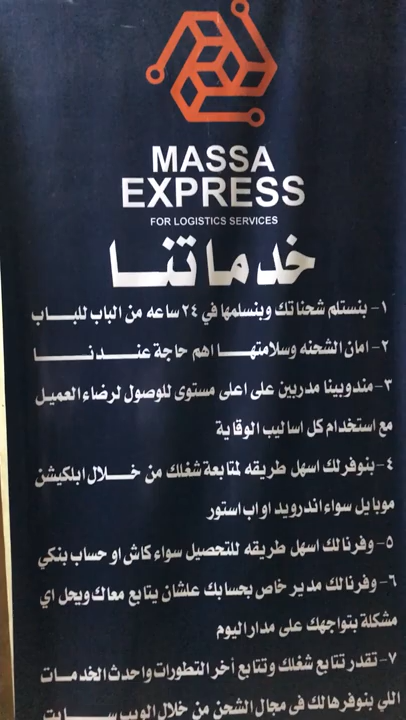 MASSA
EXPRESS
FOR LOGISTICS SERVICES
خدماتنا
١- بنستلم شحناتك وبنسلمها في ٢٤ ساعه من الباب للباب
٢- امان الشحنه وسلامتها اهم حاجة عندنا
٣- مندوبينا مدربين على اعلى مستوى للوصول لرضاء العميل
مع استخدام كل اساليب الوقاية
٤- بنوفرلك اسهل طريقه لمتابعة شغلك من خلال ابلكيشن
موبايل سواء اندرويد او اب استور
٥- وفرنالك اسهل طريقه للتحصيل سواء كاش او حساب بنكي
٦- وفرنالك مدير خاص بحسابك علشان يتابع معاك ويحل اي
مشكلة بتواجهك على مدار اليوم
٧- تقدر تتابع شغلك وتتابع أخر التطورات واحدث الخدمات
اللي بنوفرهالك في مجال الشحن من خلال الويب سايت